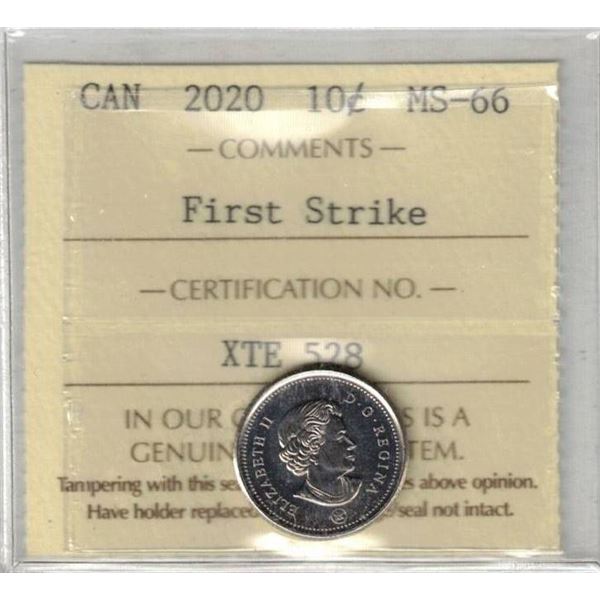 CAN 2020 10¢ MS-66
— COMMENTS —
First Strike
— CERTIFICATION NO. —
XTE 528
IN OUR S IS A
GENUIN TEM.
Tampering with this se s above opinion.
Have holder replace seal not intact.
ELIZABETH II D·G·REGINA